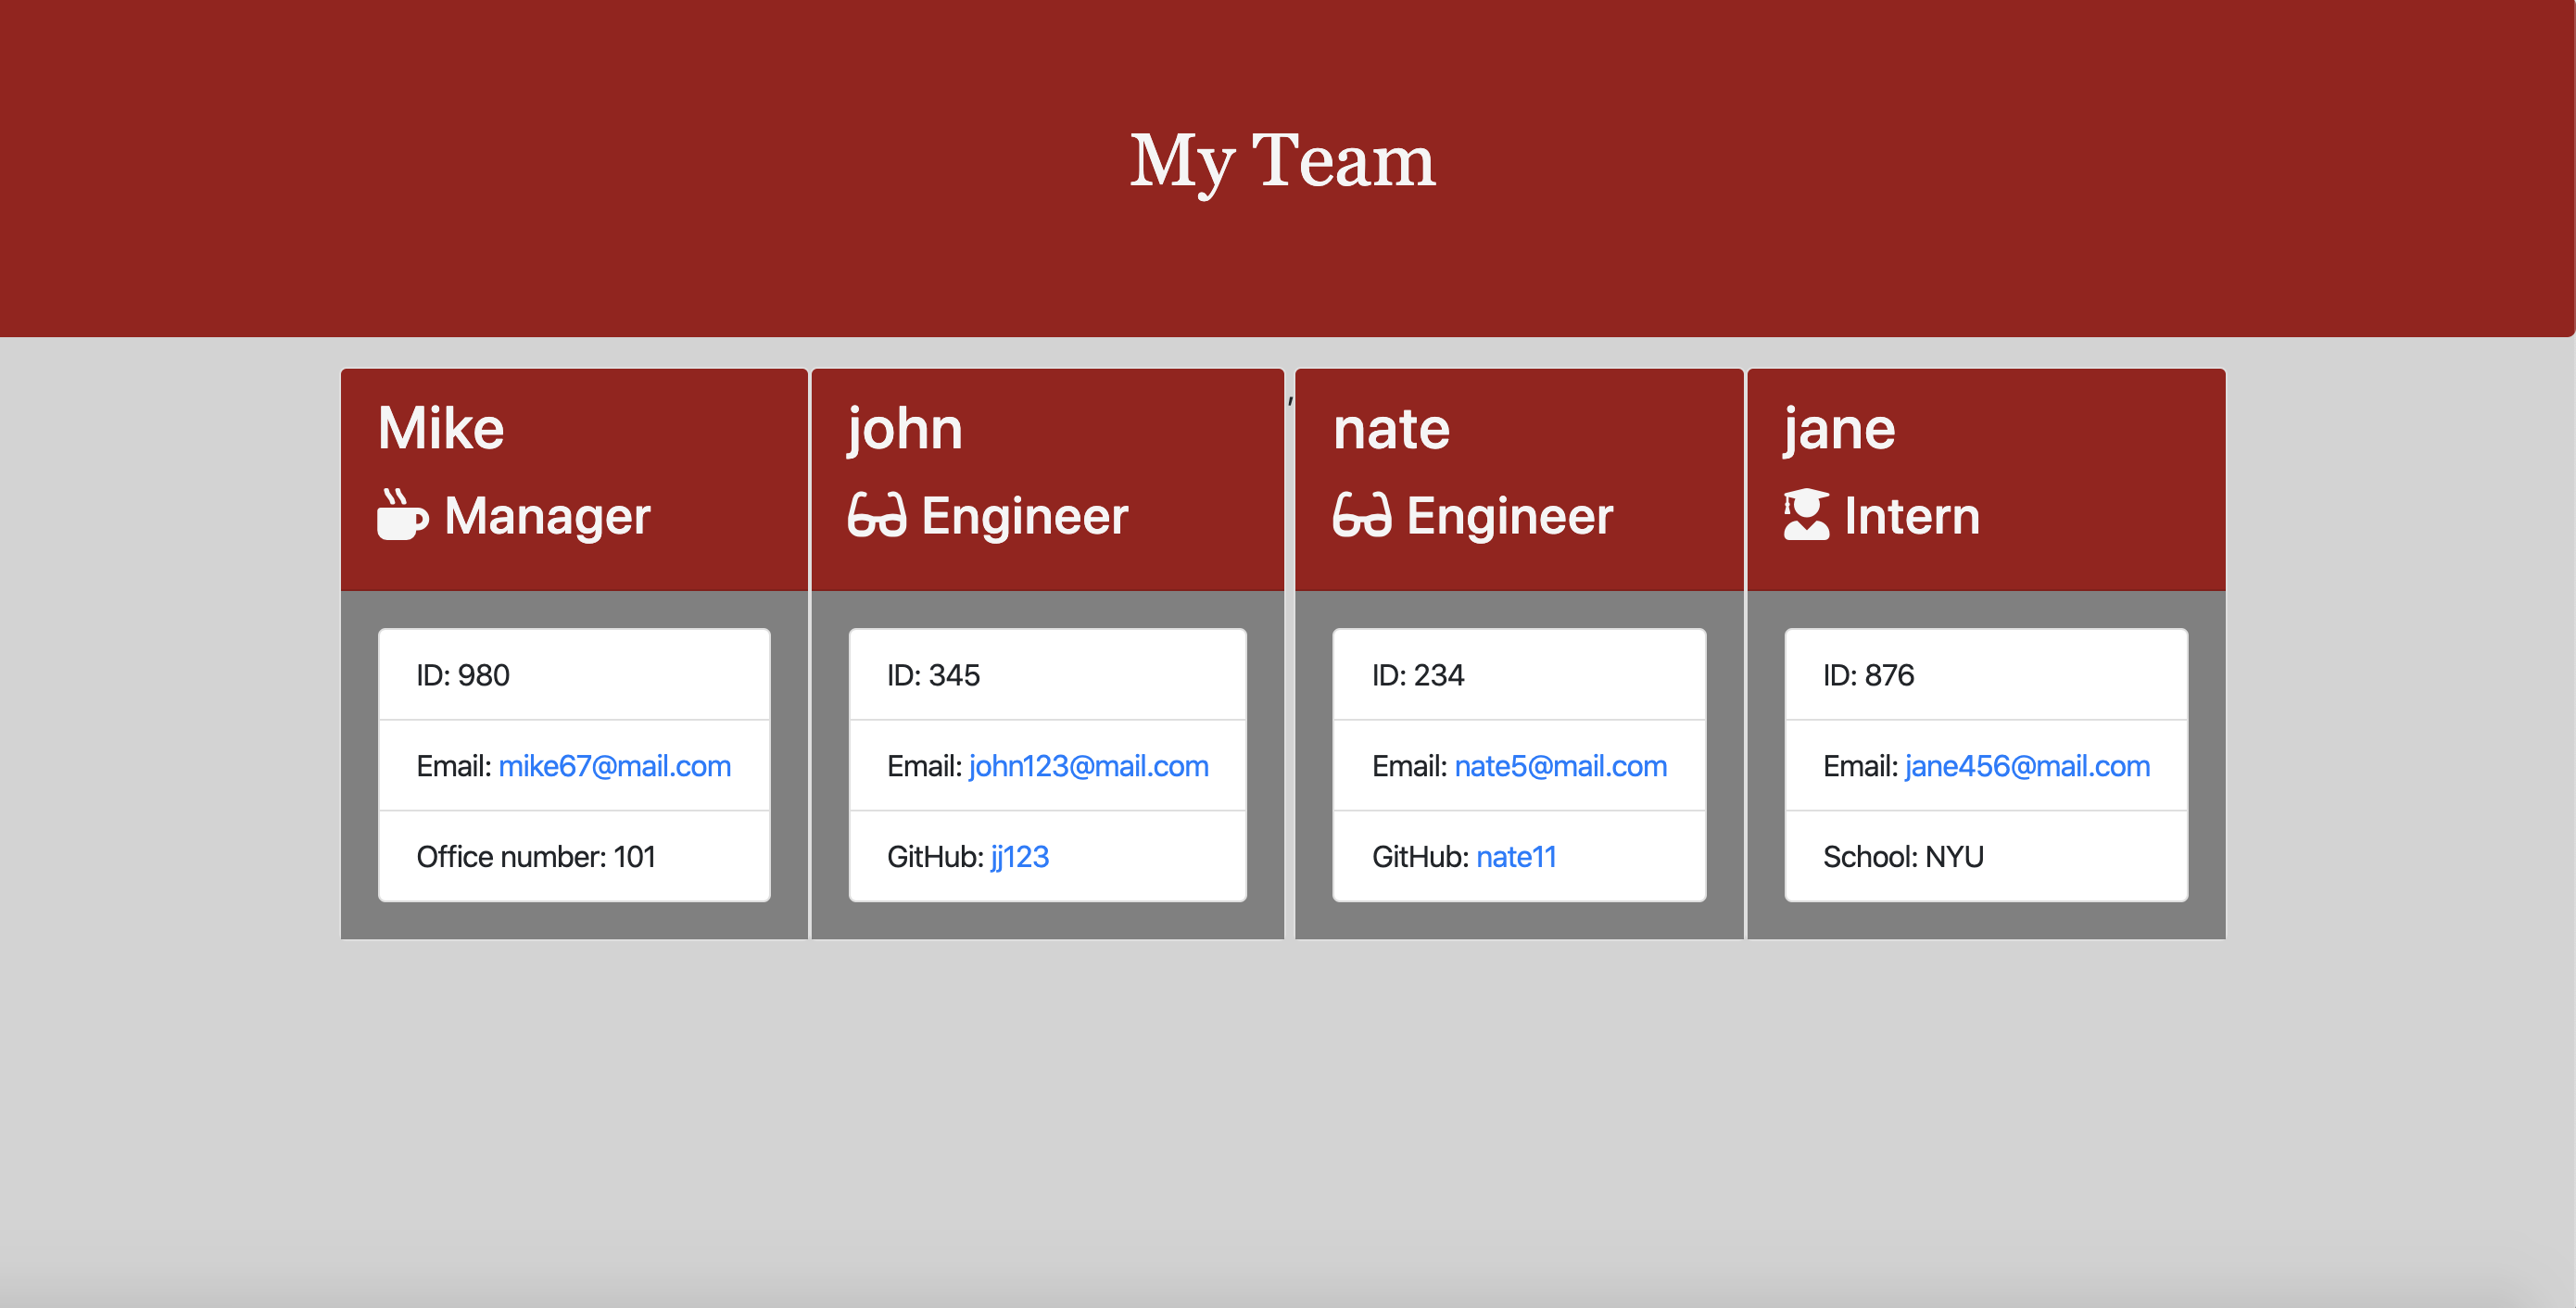 My Team
Mike
Manager
ID: 980
Email: mike67@mail.com
Office number: 101
john
Engineer
ID: 345
Email: john123@mail.com
GitHub: jj123
,
nate
Engineer
ID: 234
Email: nate5@mail.com
GitHub: nate11
jane
Intern
ID: 876
Email: jane456@mail.com
School: NYU